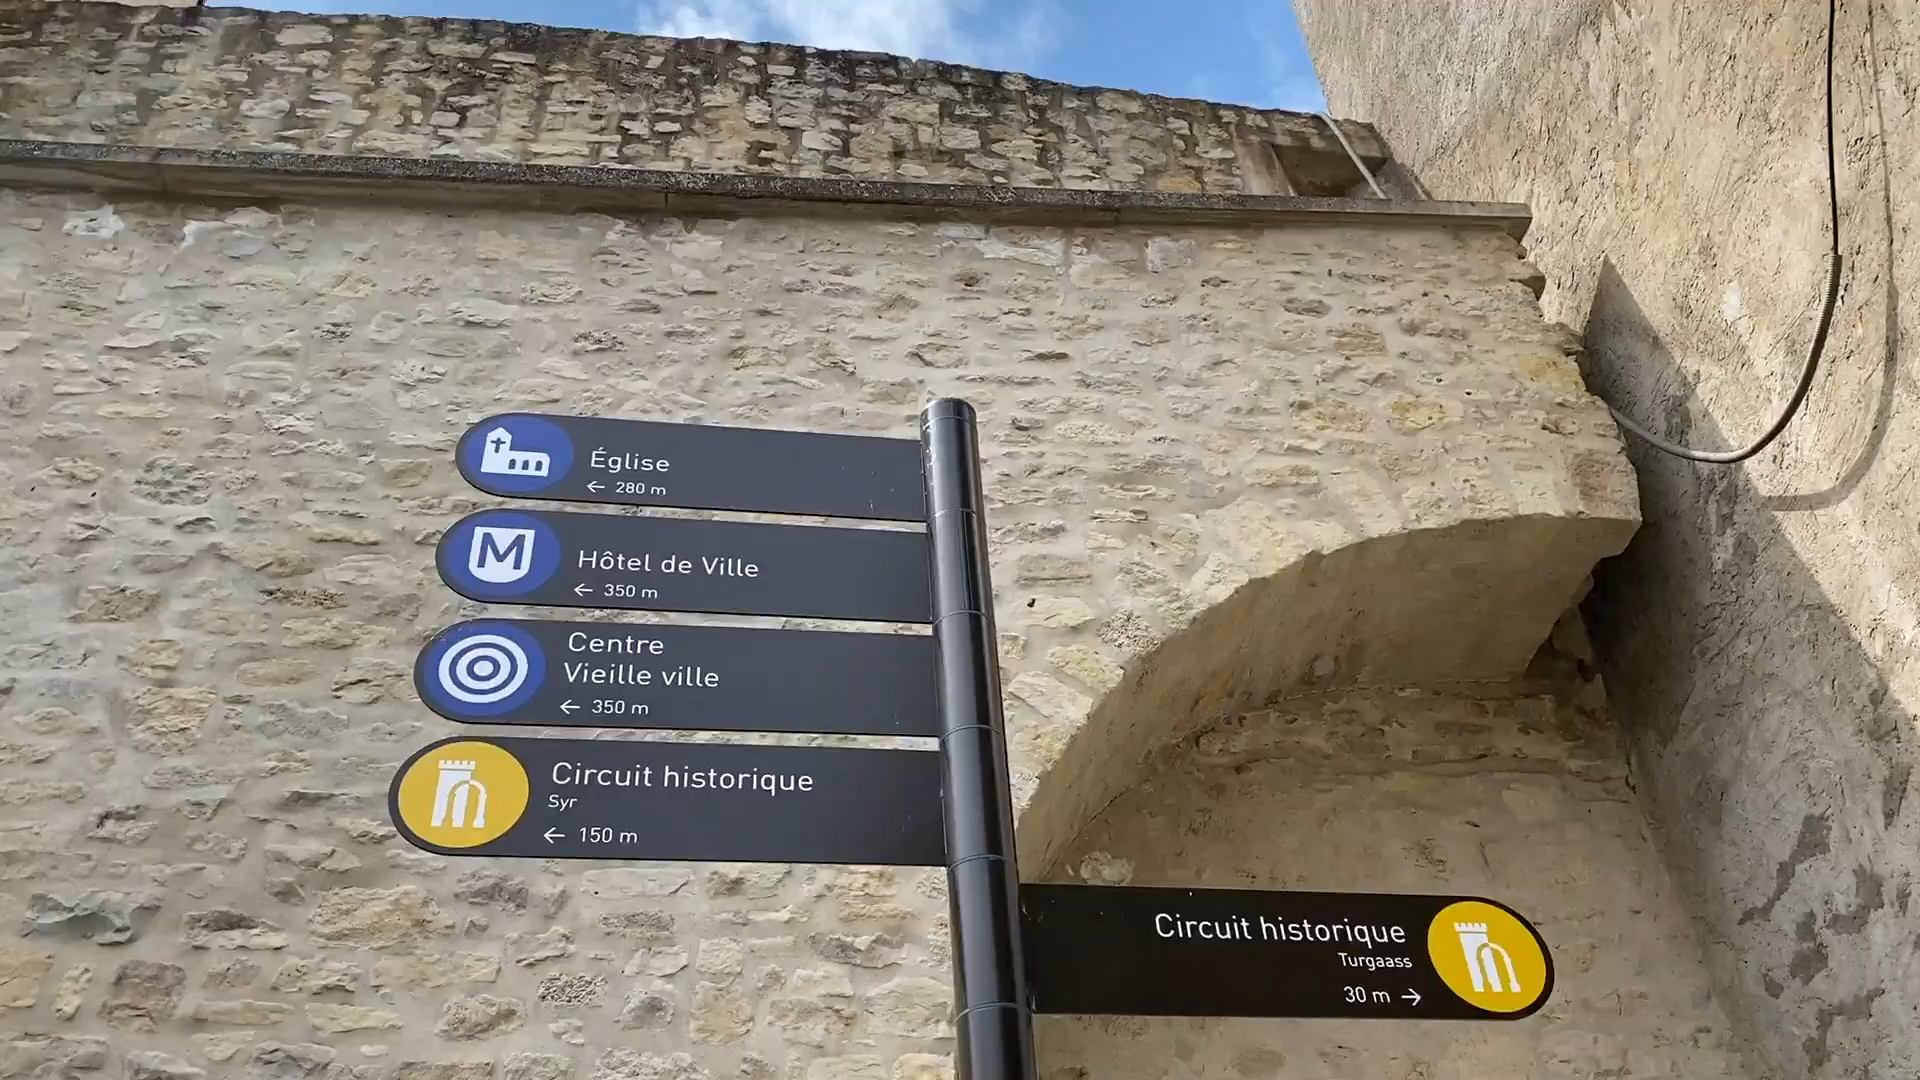 Église
← 280 m
M
Hôtel de Ville
← 350 m
Centre
Vieille ville
← 350 m
Circuit historique
Syr
← 150 m
Circuit historique
Turgaass
30 m →